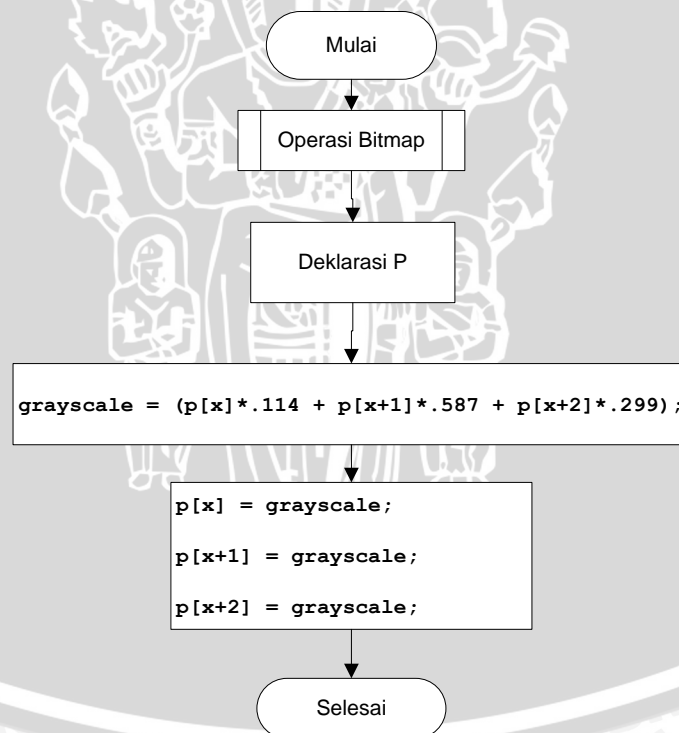 Mulai
Operasi Bitmap
Deklarasi P
grayscale = (p[x]*.114 + p[x+1]*.587 + p[x+2]*.299);
p[x] = grayscale;
p[x+1] = grayscale;
p[x+2] = grayscale;
Selesai